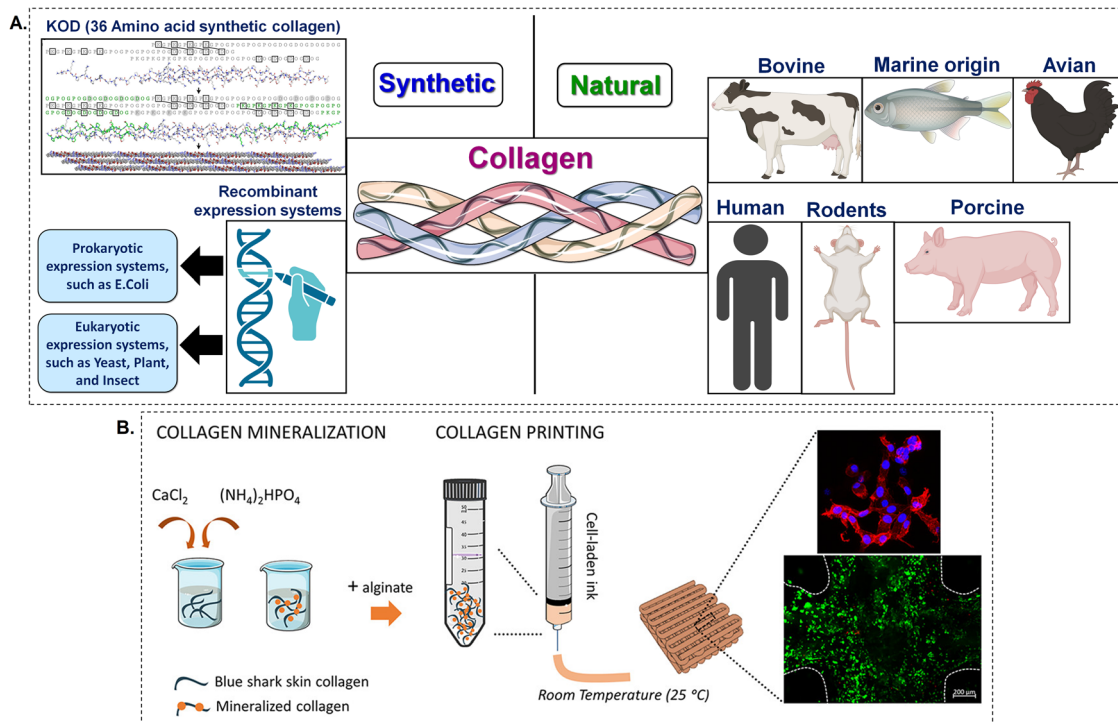 A.
KOD (36 Amino acid synthetic collagen)
Synthetic
Natural
Collagen
Recombinant
expression systems
Prokaryotic
expression systems,
such as E.Coli
Eukaryotic
expression systems,
such as Yeast, Plant,
and Insect
Bovine
Marine origin
Avian
Human
Rodents
Porcine
B.
COLLAGEN MINERALIZATION
COLLAGEN PRINTING
CaCl₂
(NH₄)₂HPO₄
+ alginate
Cell-laden ink
Blue shark skin collagen
Mineralized collagen
Room Temperature (25 °C)
200 µm